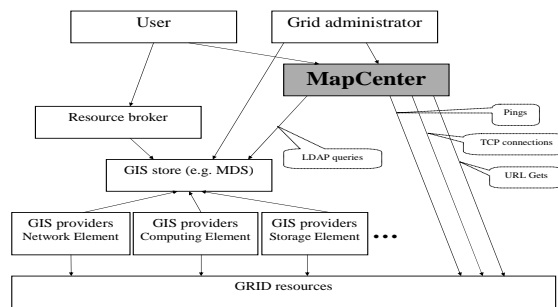 User
Grid administrator
MapCenter
Pings
Resource broker
TCP connections
LDAP queries
GIS store (e.g. MDS)
URL Gets
GIS providers
Network Element
GIS providers
Computing Element
GIS providers
Storage Element
•••
GRID resources